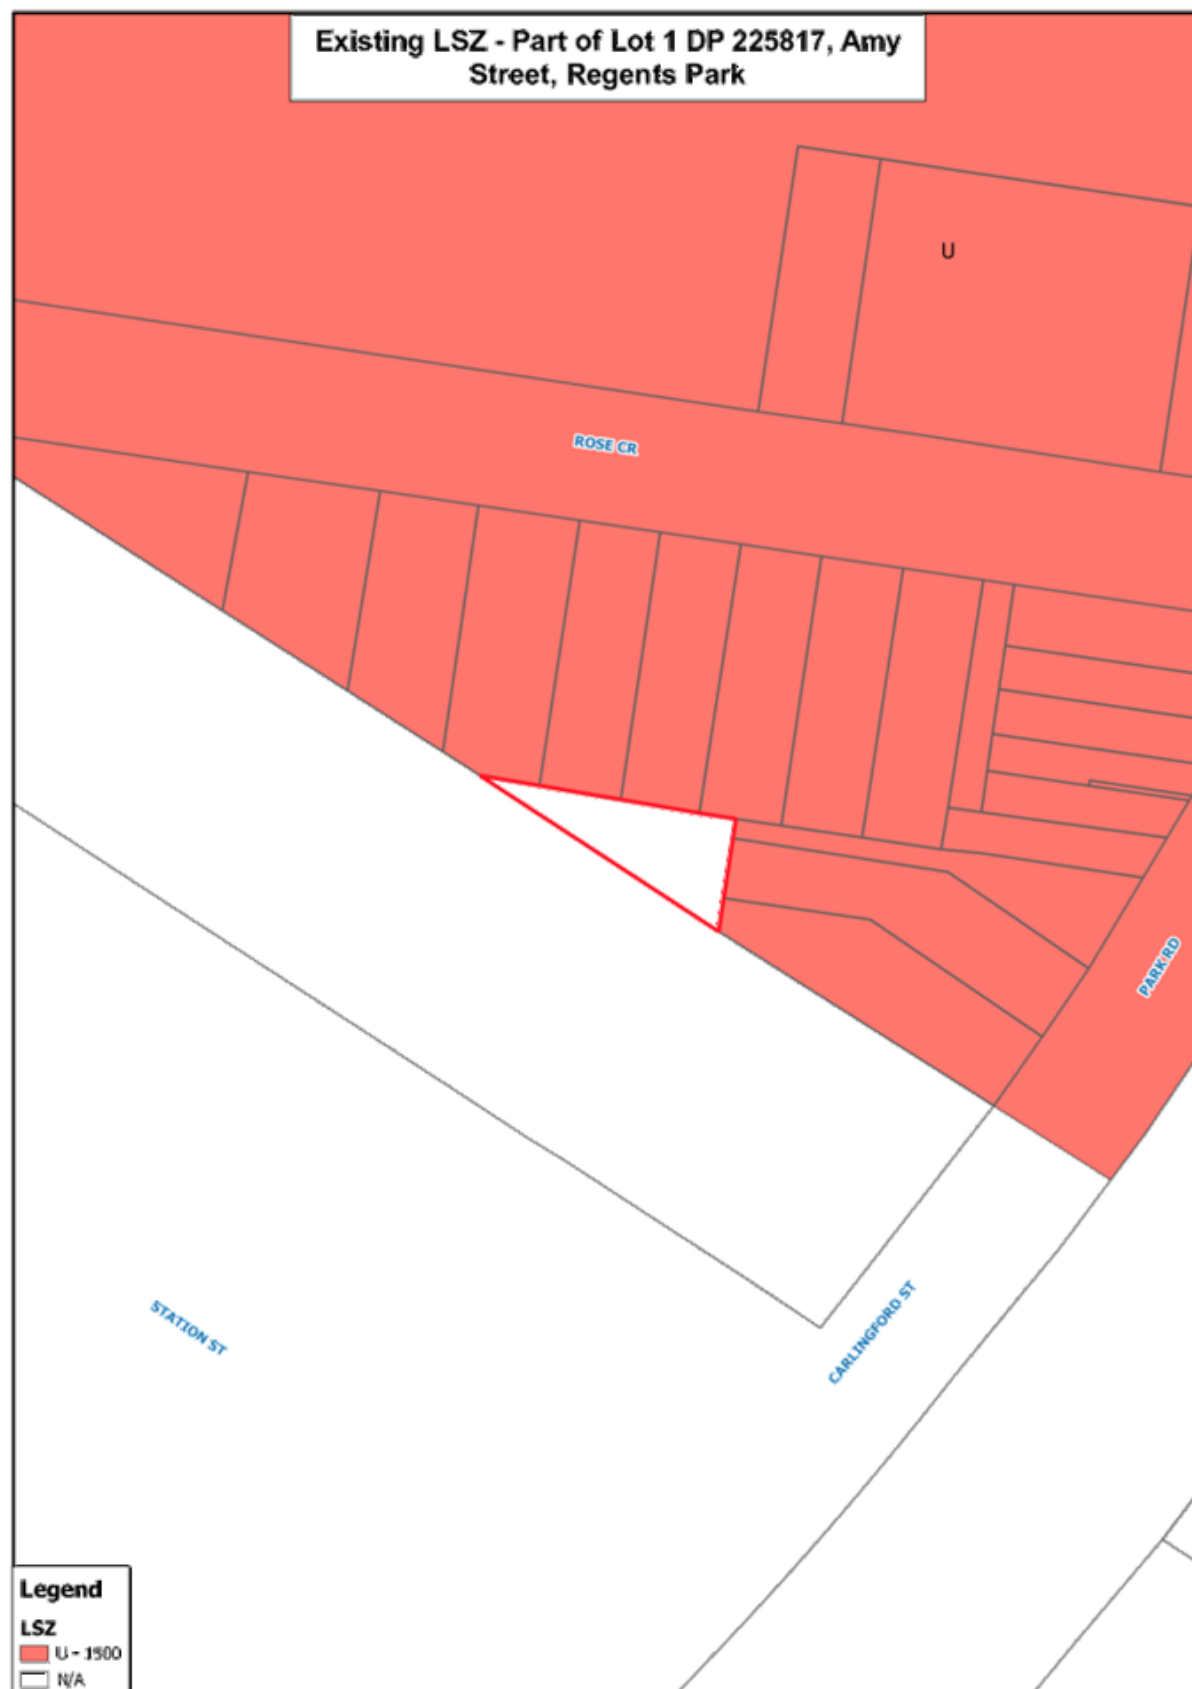 Existing LSZ - Part of Lot 1 DP 225817, Amy
Street, Regents Park
U
ROSE CR
PARK RD
CARLINGFORD ST
STATION ST
Legend
LSZ
U - 1500
N/A